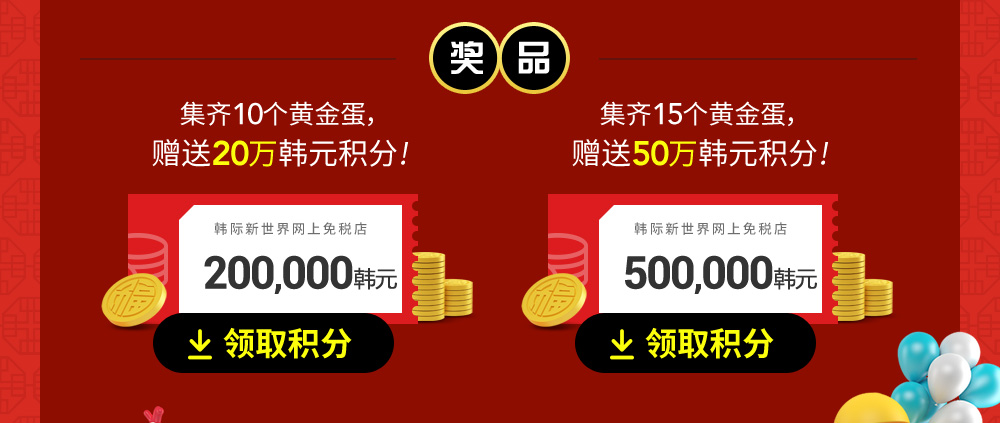 奖品
集齐10个黄金蛋，
赠送20万韩元积分！
韩际新世界网上免税店
200,000韩元
福
领取积分
集齐15个黄金蛋，
赠送50万韩元积分！
韩际新世界网上免税店
500,000韩元
福
领取积分